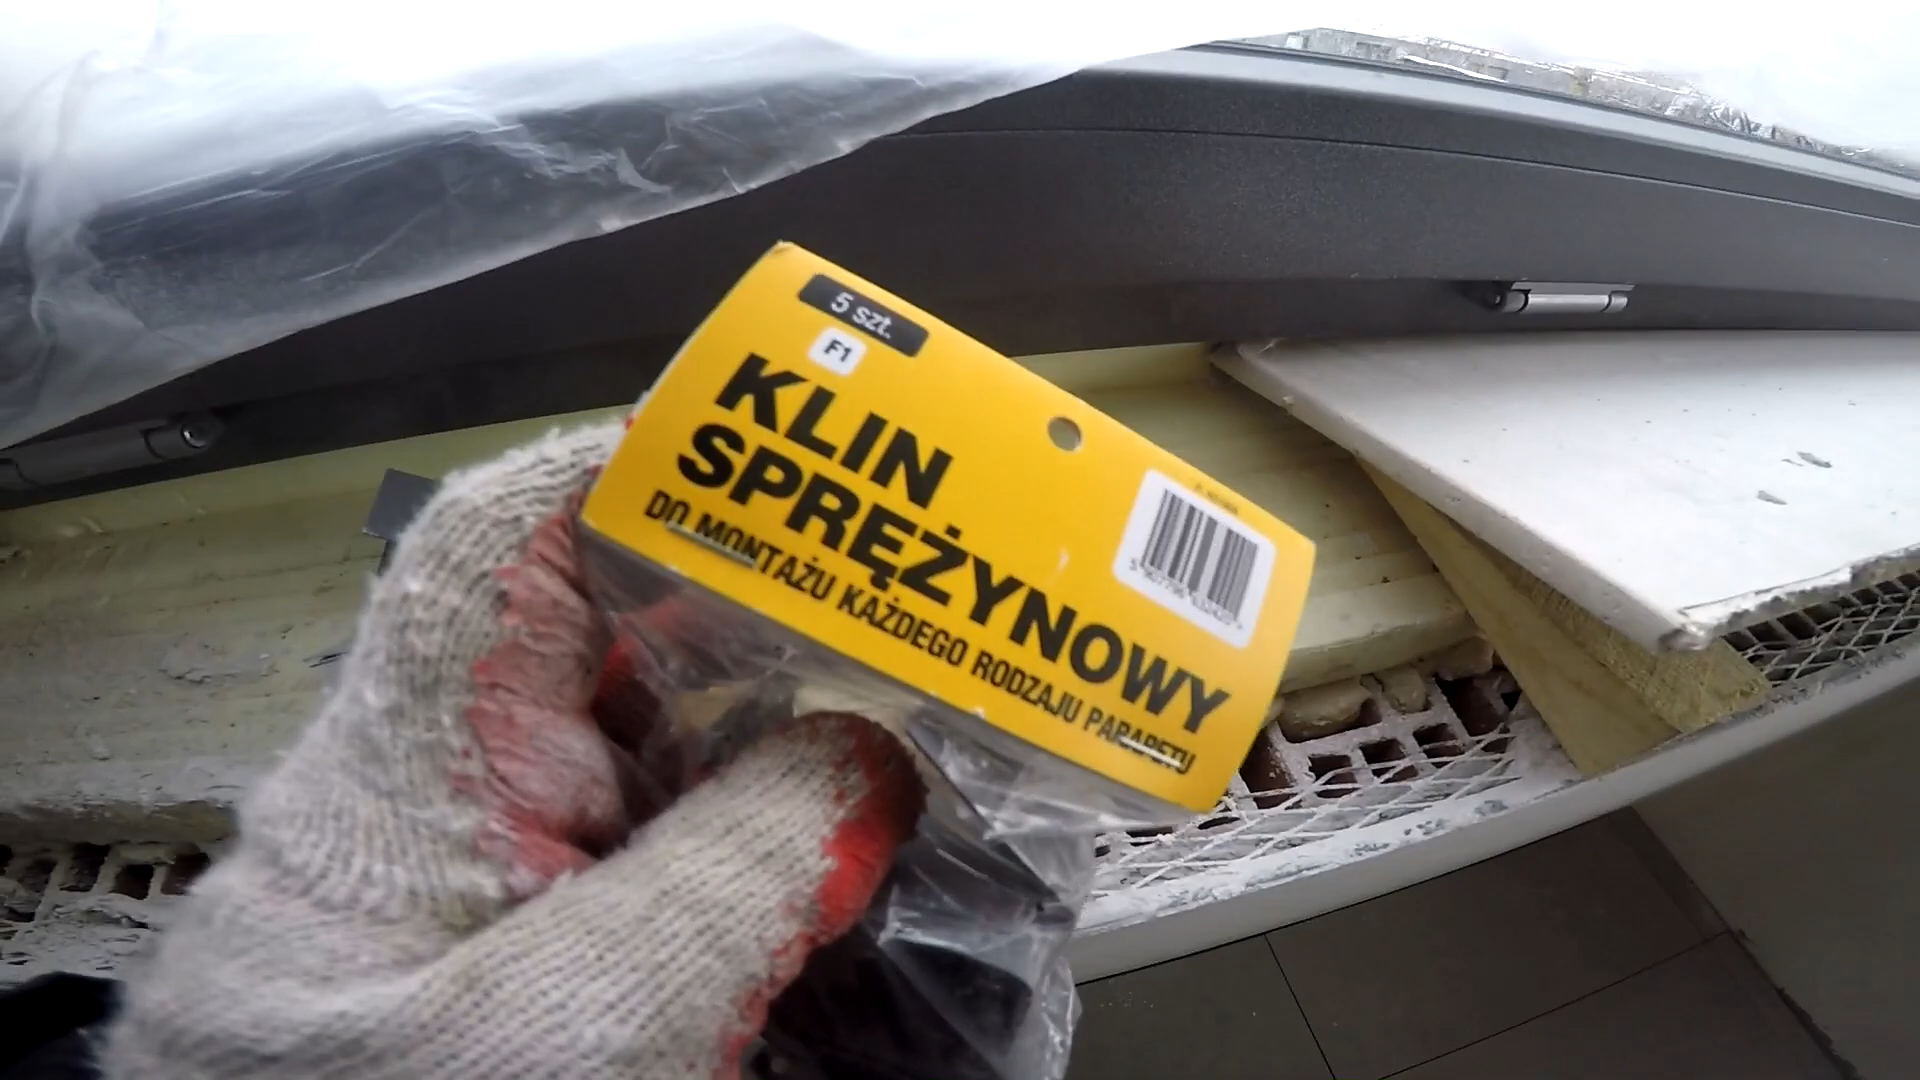 5 szt.
F1
KLIN
SPRĘŻYNOWY
DO MONTAŻU KAŻDEGO RODZAJU PARAPETU